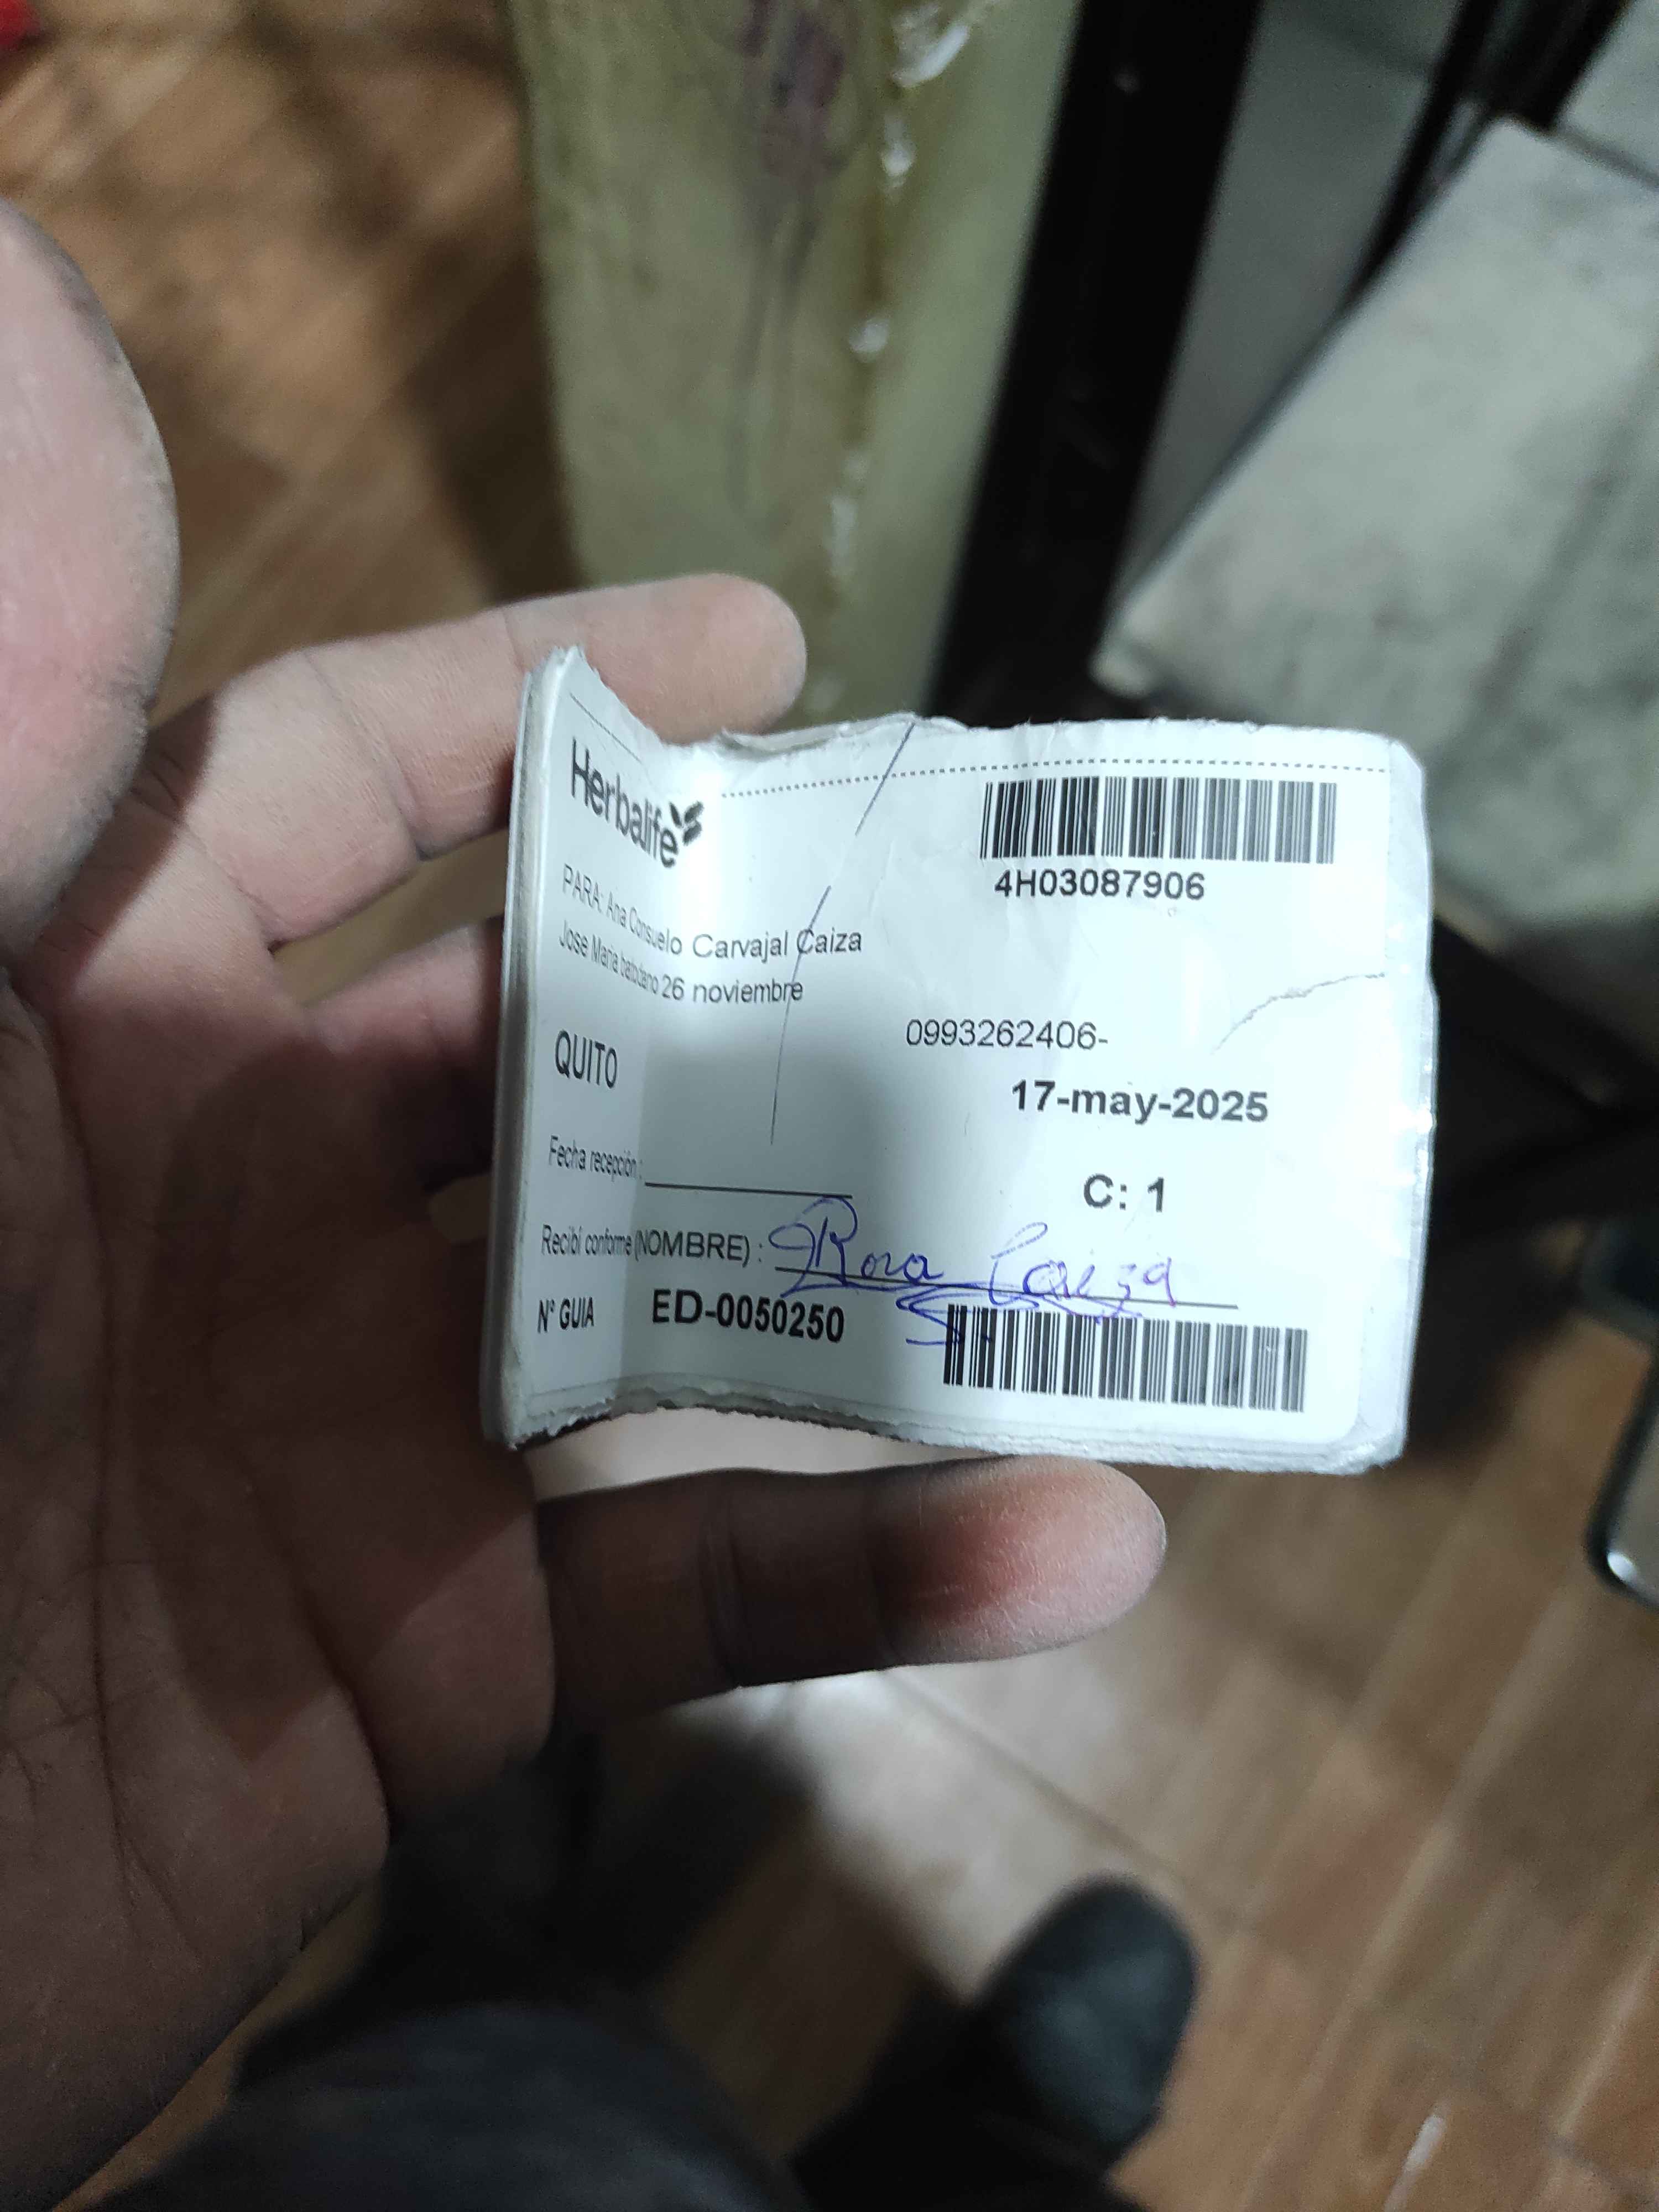 Herbalife
4H03087906
PARA: Ana Consuelo Carvajal Caiza
Jose Maria 26 noviembre
0993262406-
QUITO
17-may-2025
Fecha recepción :
C: 1
Recibí conforme (NOMBRE) : Rosa Caiza
N° GUIA ED-0050250